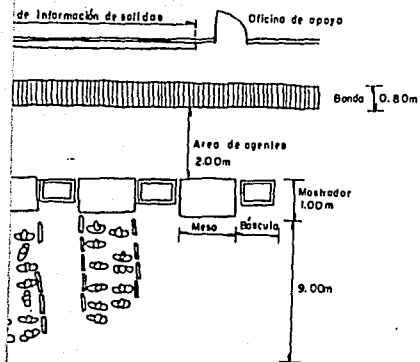 de Información de salidas
Oficina de apoyo
Banda 0.80m
Area de agentes
2.00m
Mostrador
1.00m
Mesa Báscula
9.00m